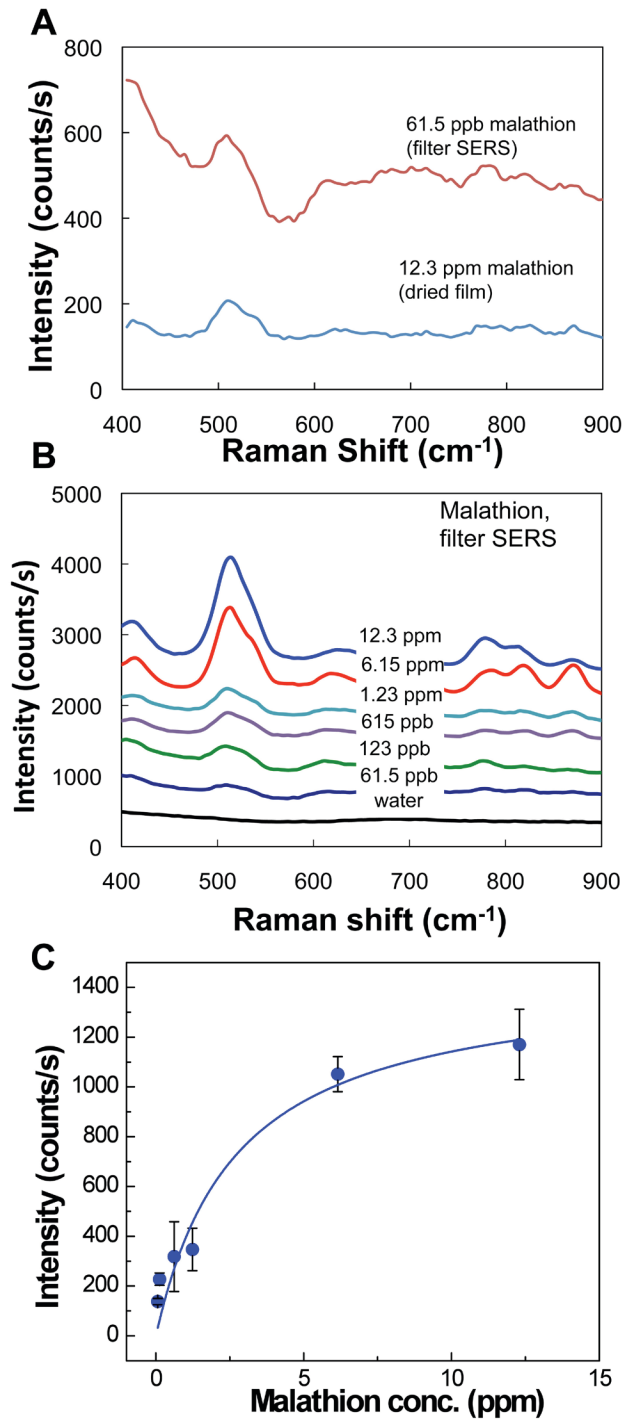 A
800
600
400
200
0
Intensity (counts/s)
61.5 ppb malathion
(filter SERS)
12.3 ppm malathion
(dried film)
400 500 600 700 800 900
Raman Shift (cm-1)
B
5000
4000
3000
2000
1000
0
Intensity (counts/s)
Malathion,
filter SERS
12.3 ppm
6.15 ppm
1.23 ppm
615 ppb
123 ppb
61.5 ppb
water
400 500 600 700 800 900
Raman shift (cm-1)
C
1400
1200
1000
800
600
400
200
0
Intensity (counts/s)
0 5 10 15
Malathion conc. (ppm)